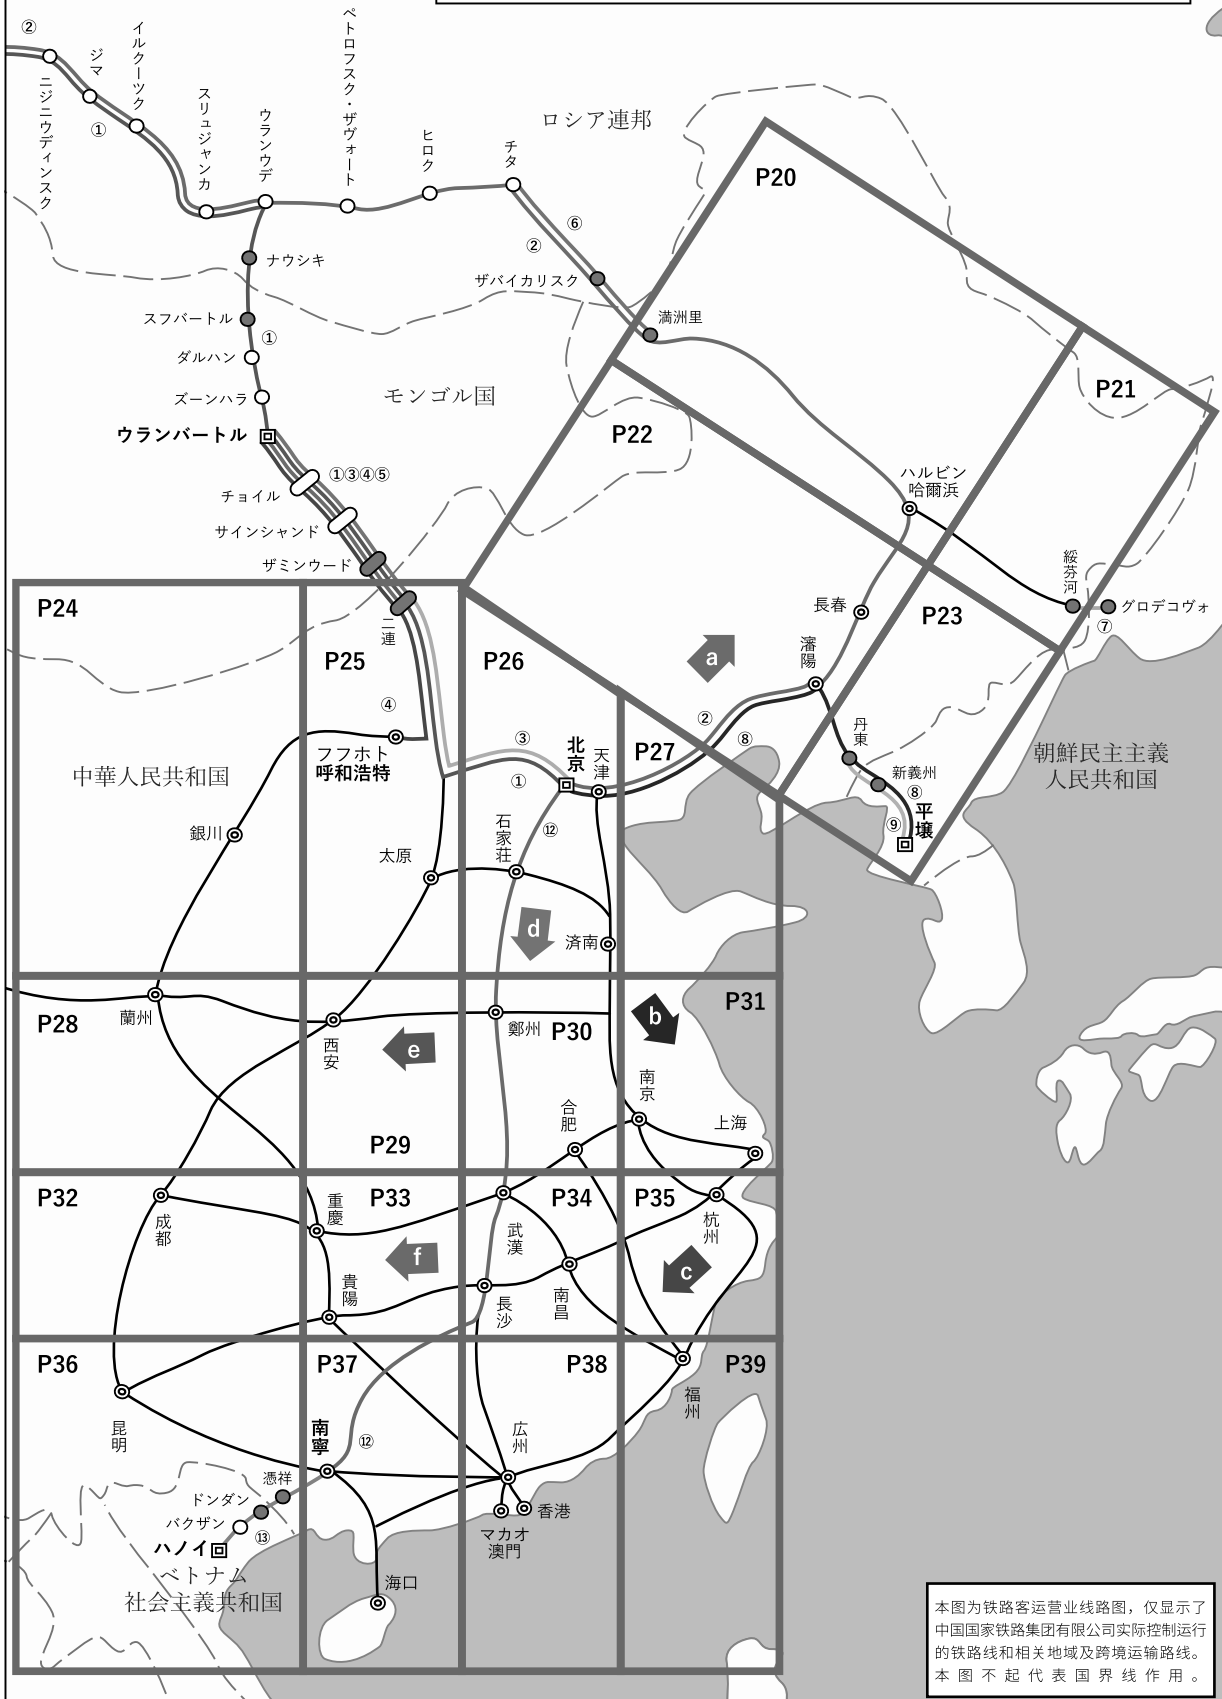 ②
ニジニウディンスク
ジマ
①
イルクーツク
スリュジャンカ
ウランウデ
ペトロフスク・ザヴォート
ヒロク
チタ
ロシア連邦
⑥
②
ザバイカリスク
満洲里
ナウシキ
スフバートル
①
ダルハン
ズーンハラ
ウランバートル
モンゴル国
①③④⑤
チョイル
サインシャンド
ザミンウード
二連
P20
P21
P22
ハルビン
哈爾浜
綏芬河
グロデコヴォ
⑦
長春
P23
瀋陽
a
丹東
新義州
⑧
⑨
平壌
朝鮮民主主義
人民共和国
P24
P25
P26
P27
④
フフホト
呼和浩特
③
①
北京
天津
②
⑧
中華人民共和国
銀川
太原
石家荘
⑫
d
済南
蘭州
P28
西安
e
鄭州
P30
b
P31
南京
合肥
上海
P29
P32
成都
P33
重慶
P34
P35
武漢
杭州
f
c
貴陽
長沙
南昌
P36
P37
P38
P39
昆明
南寧
⑫
広州
福州
憑祥
ドンダン
バクザン
⑬
ハノイ
香港
マカオ
澳門
ベトナム
社会主義共和国
海口
本图为铁路客运营业线路图，仅显示了
中国国家铁路集团有限公司实际控制运行
的铁路线和相关地域及跨境运输路线。
本图不起代表国界线作用。